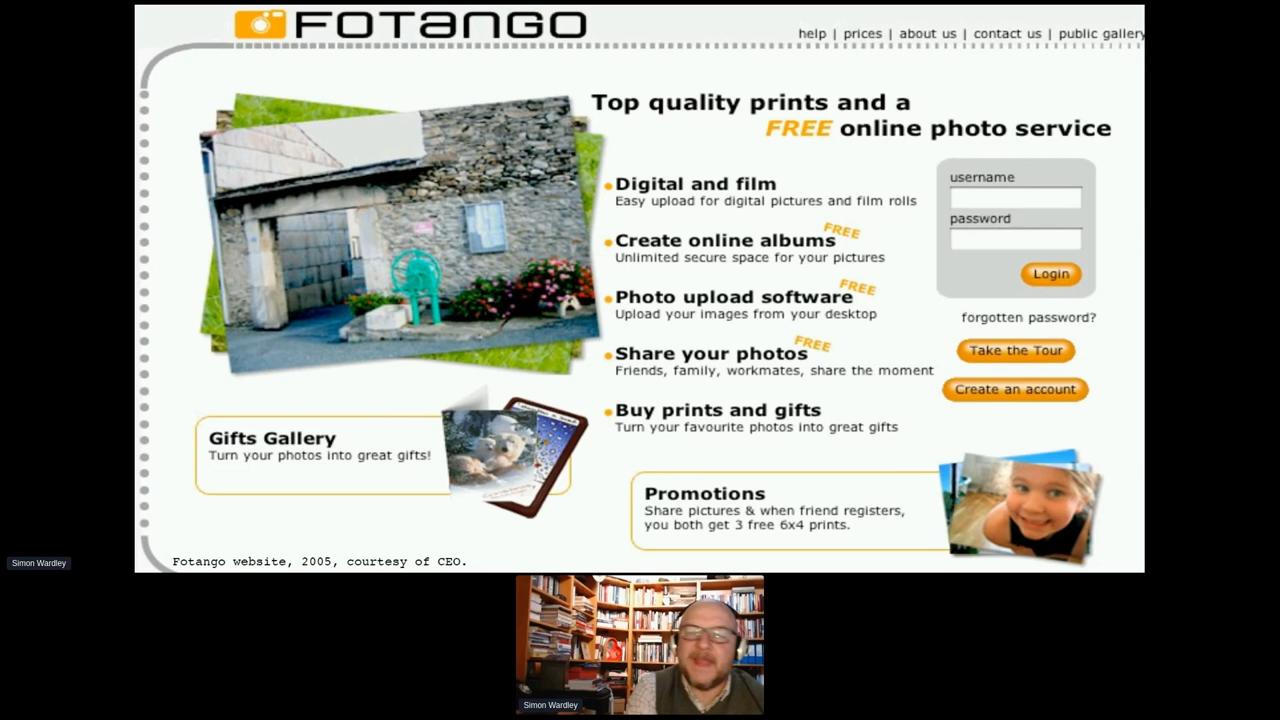 FOTANGO
help | prices | about us | contact us | public gallery
Top quality prints and a
FREE online photo service
Digital and film
Easy upload for digital pictures and film rolls
FREE
Create online albums
Unlimited secure space for your pictures
FREE
Photo upload software
Upload your images from your desktop
FREE
Share your photos
Friends, family, workmates, share the moment
Buy prints and gifts
Turn your favourite photos into great gifts
username
password
Login
forgotten password?
Take the Tour
Create an account
Gifts Gallery
Turn your photos into great gifts!
Promotions
Share pictures & when friend registers,
you both get 3 free 6x4 prints.
Fotango website, 2005, courtesy of CEO.
Simon Wardley
Simon Wardley